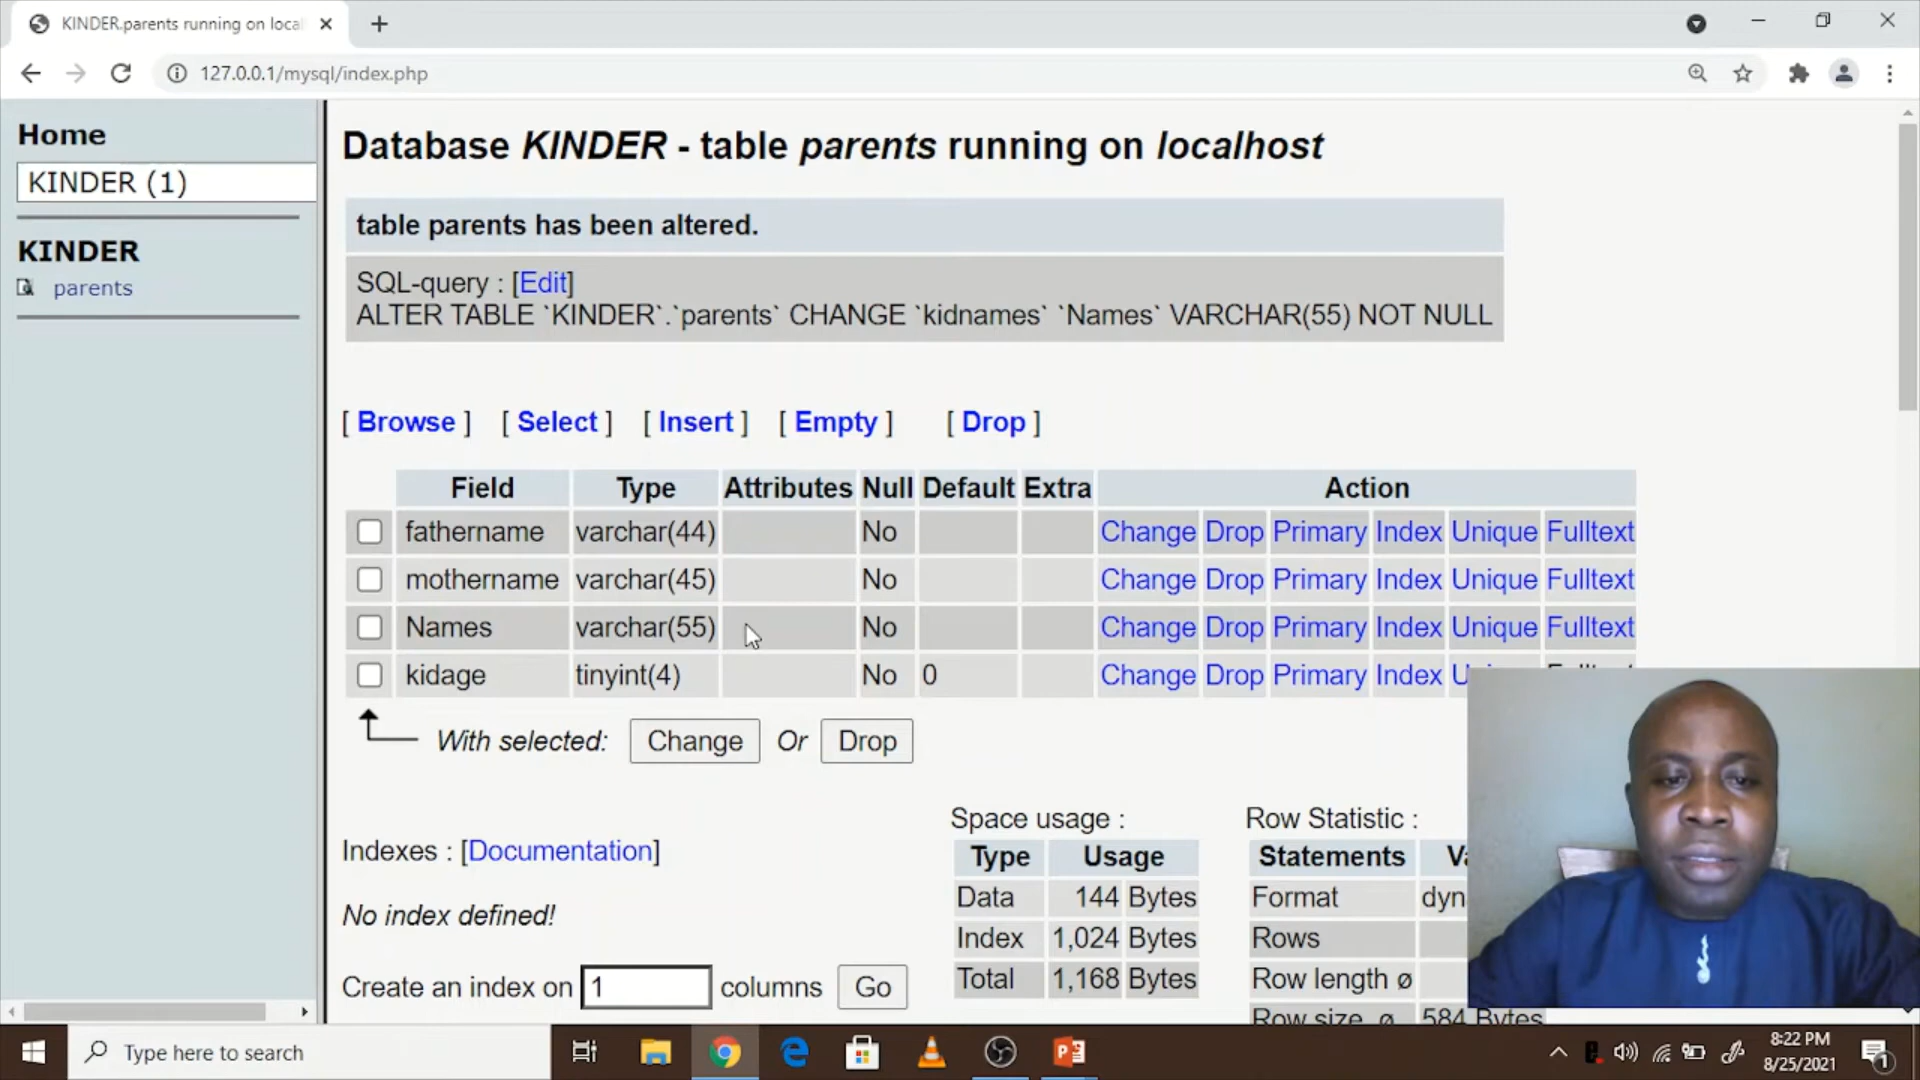 KINDER.parents running on loca
127.0.0.1/mysql/index.php
Home
KINDER (1)
KINDER
parents
Database KINDER - table parents running on localhost
table parents has been altered.
SQL-query : [Edit]
ALTER TABLE `KINDER`.`parents` CHANGE `kidnames` `Names` VARCHAR(55) NOT NULL
[ Browse ] [ Select ] [ Insert ] [ Empty ] [ Drop ]
Field Type Attributes Null Default Extra Action
fathername varchar(44) No Change Drop Primary Index Unique Fulltext
mothername varchar(45) No Change Drop Primary Index Unique Fulltext
Names varchar(55) No Change Drop Primary Index Unique Fulltext
kidage tinyint(4) No 0 Change Drop Primary Index
With selected: Change Or Drop
Indexes : [Documentation]
No index defined!
Create an index on 1 columns Go
Space usage :
Type Usage
Data 144 Bytes
Index 1,024 Bytes
Total 1,168 Bytes
Row Statistic :
Statements
Format dyn
Rows
Row length ø
Row size ø 584 Bytes
Type here to search
8:22 PM
8/25/2021
1